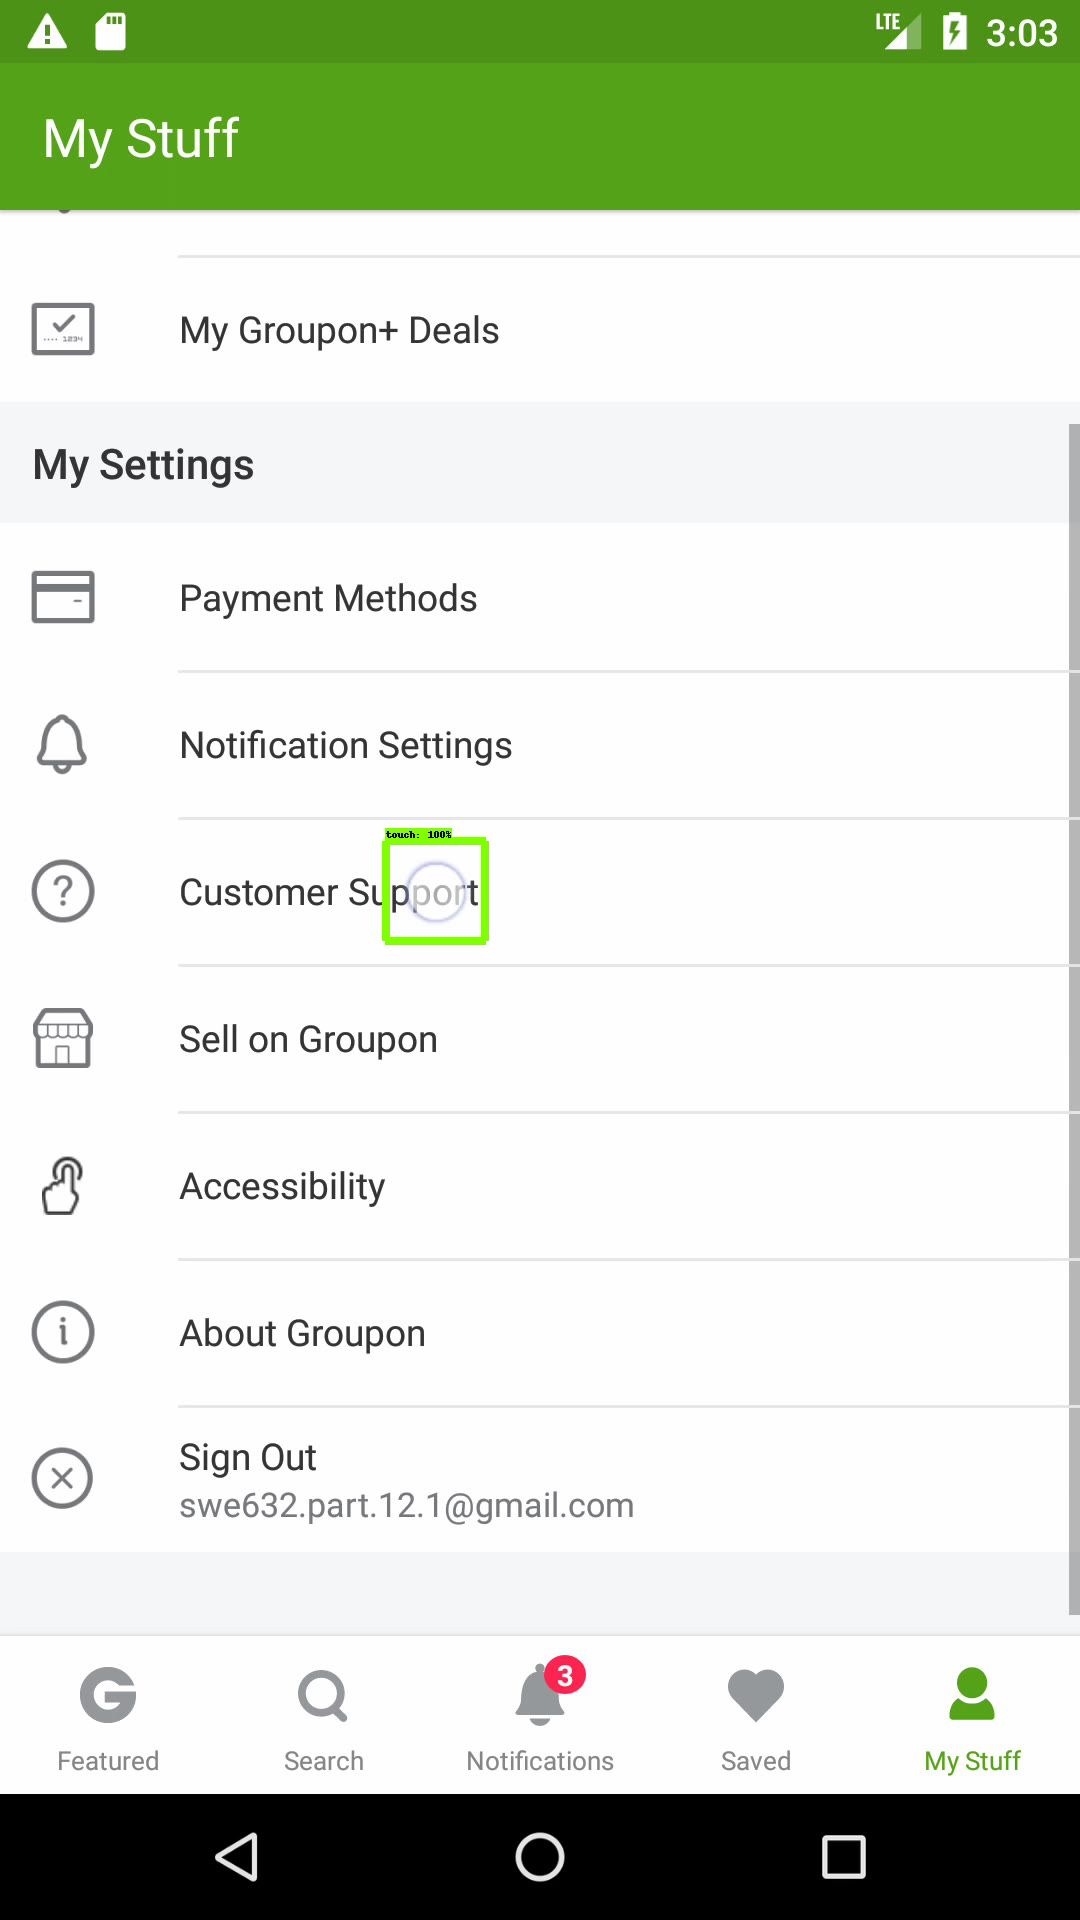 LTE 3:03
My Stuff
1234
My Groupon+ Deals
My Settings
Payment Methods
Notification Settings
touch: 100%
Customer Support
Sell on Groupon
Accessibility
About Groupon
Sign Out
swe632.part.12.1@gmail.com
3
Featured Search Notifications Saved My Stuff